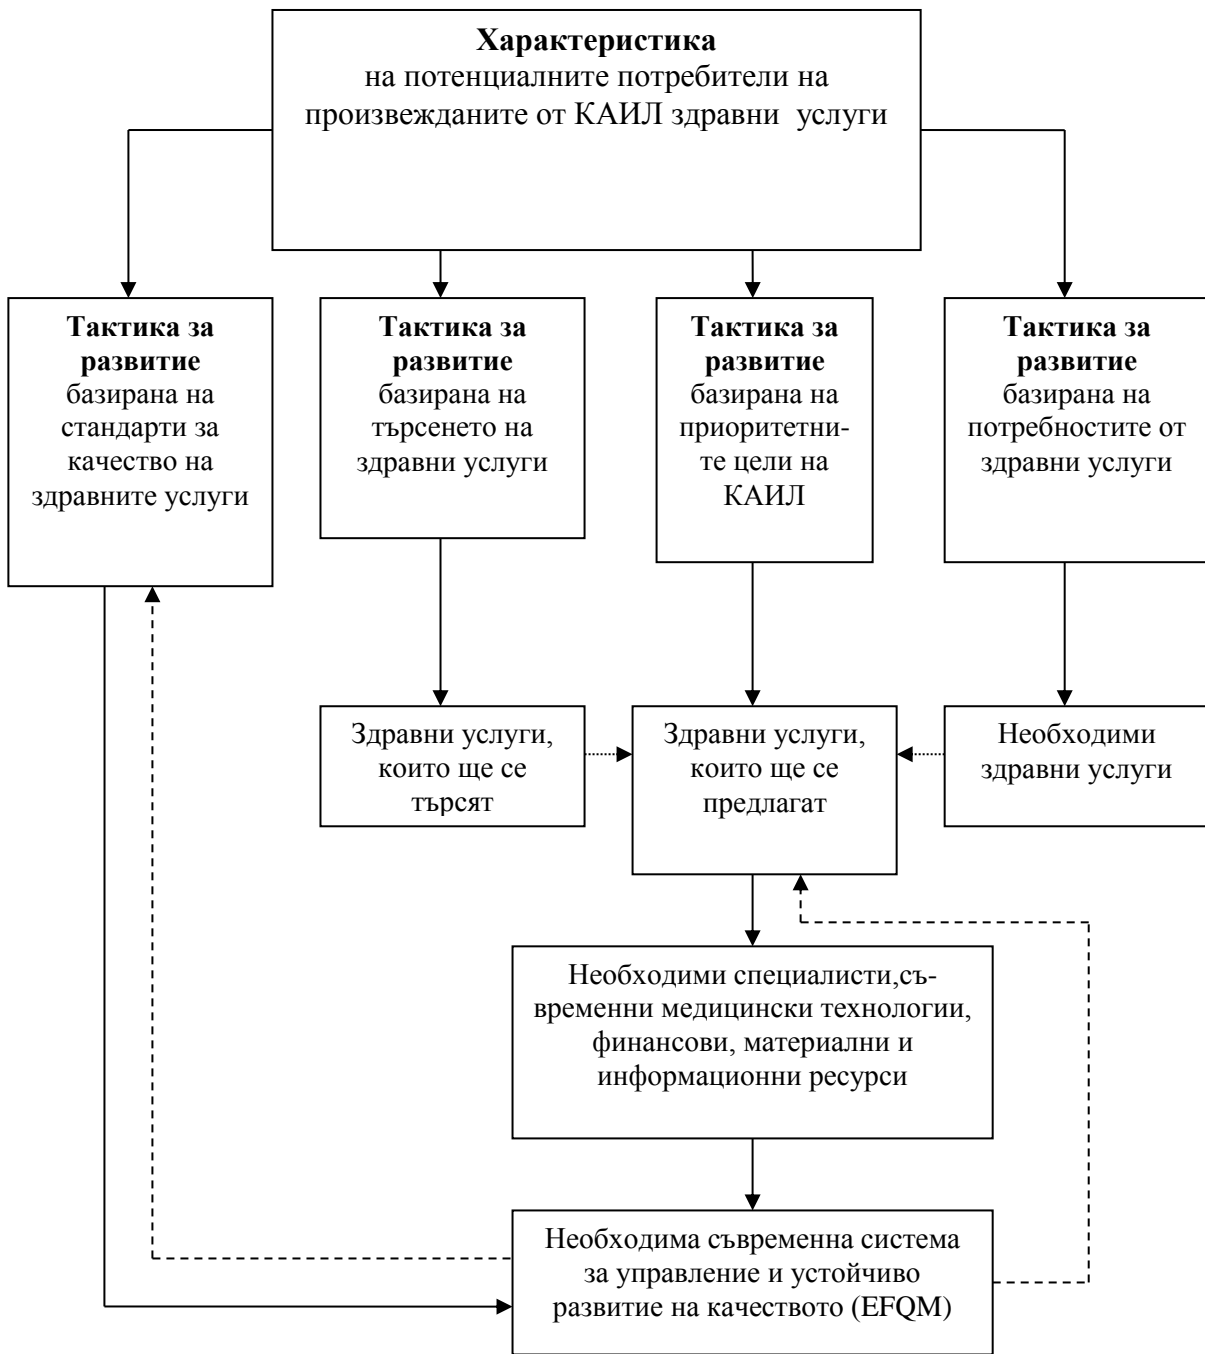 Характеристика
на потенциалните потребители на
произвежданите от КАИЛ здравни услуги
Тактика за
развитие
базирана на
стандарти за
качество на
здравните услуги
Тактика за
развитие
базирана на
търсенето на
здравни услуги
Тактика за
развитие
базирана на
приоритетни-
те цели на
КАИЛ
Тактика за
развитие
базирана на
потребностите от
здравни услуги
Здравни услуги,
които ще се
търсят
Здравни услуги,
които ще се
предлагат
Необходими
здравни услуги
Необходими специалисти,съ-
временни медицински технологии,
финансови, материални и
информационни ресурси
Необходима съвременна система
за управление и устойчиво
развитие на качеството (EFQM)